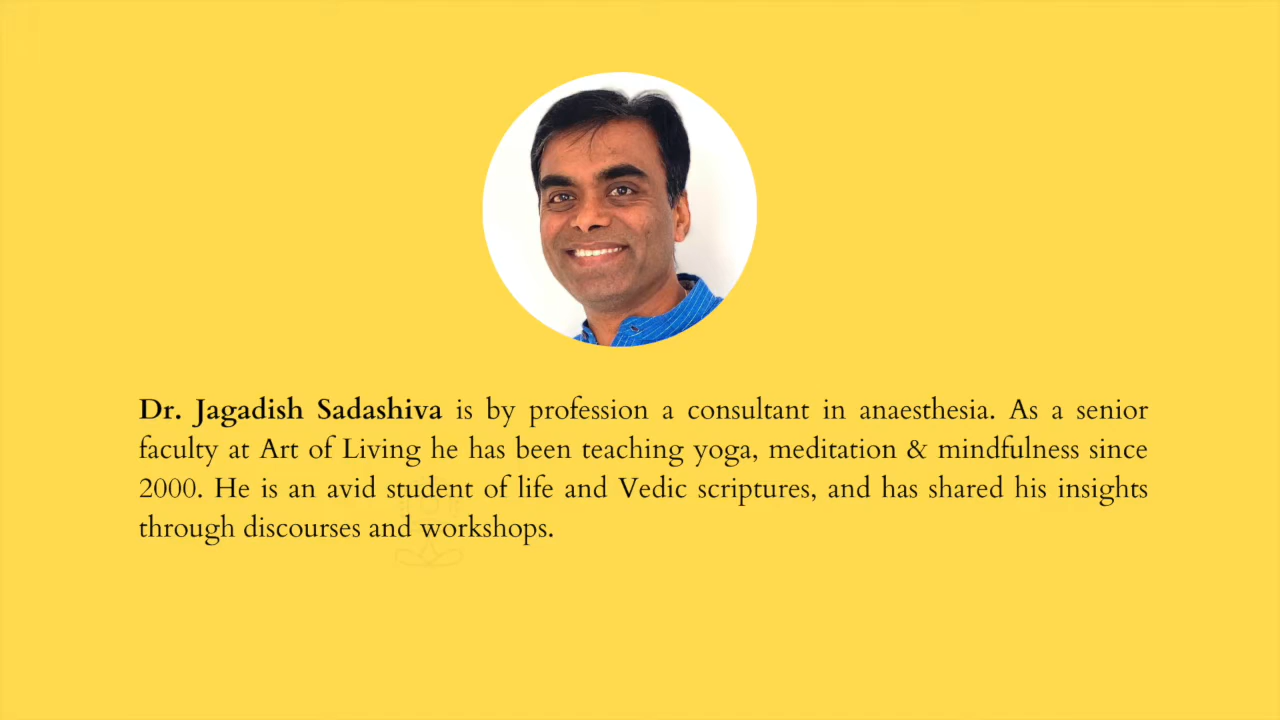 Dr. Jagadish Sadashiva is by profession a consultant in anaesthesia. As a senior
faculty at Art of Living he has been teaching yoga, meditation & mindfulness since
2000. He is an avid student of life and Vedic scriptures, and has shared his insights
through discourses and workshops.